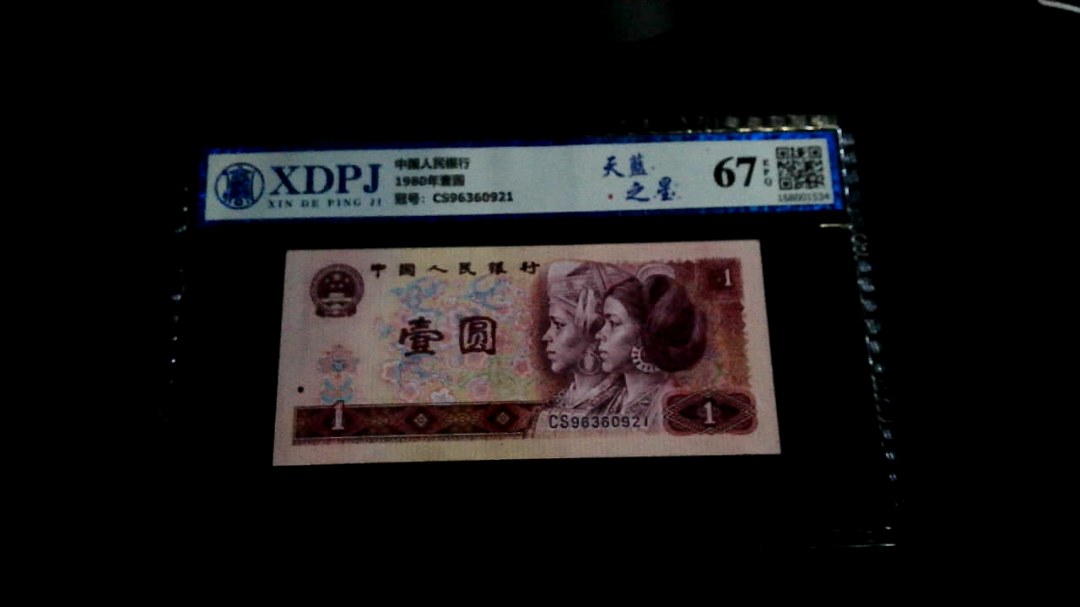 XDPJ
XIN DE PING JI
中国人民银行
1980年壹圆
冠号: CS96360921
天蓝
之星
67
EPQ
中国人民银行
1
壹圆
1
CS96360921
1